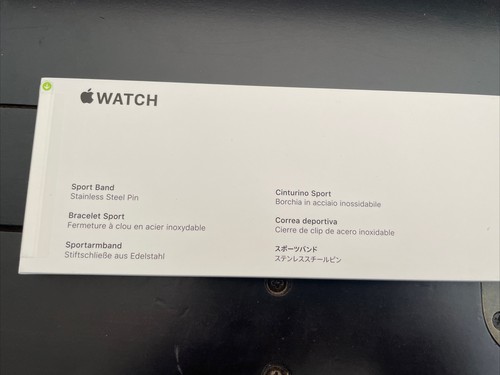 WATCH
Sport Band
Stainless Steel Pin
Bracelet Sport
Fermeture à clou en acier inoxydable
Sportarmband
Stiftschließe aus Edelstahl
Cinturino Sport
Borchia in acciaio inossidabile
Correa deportiva
Cierre de clip de acero inoxidable
スポーツバンド
ステンレススチールピン